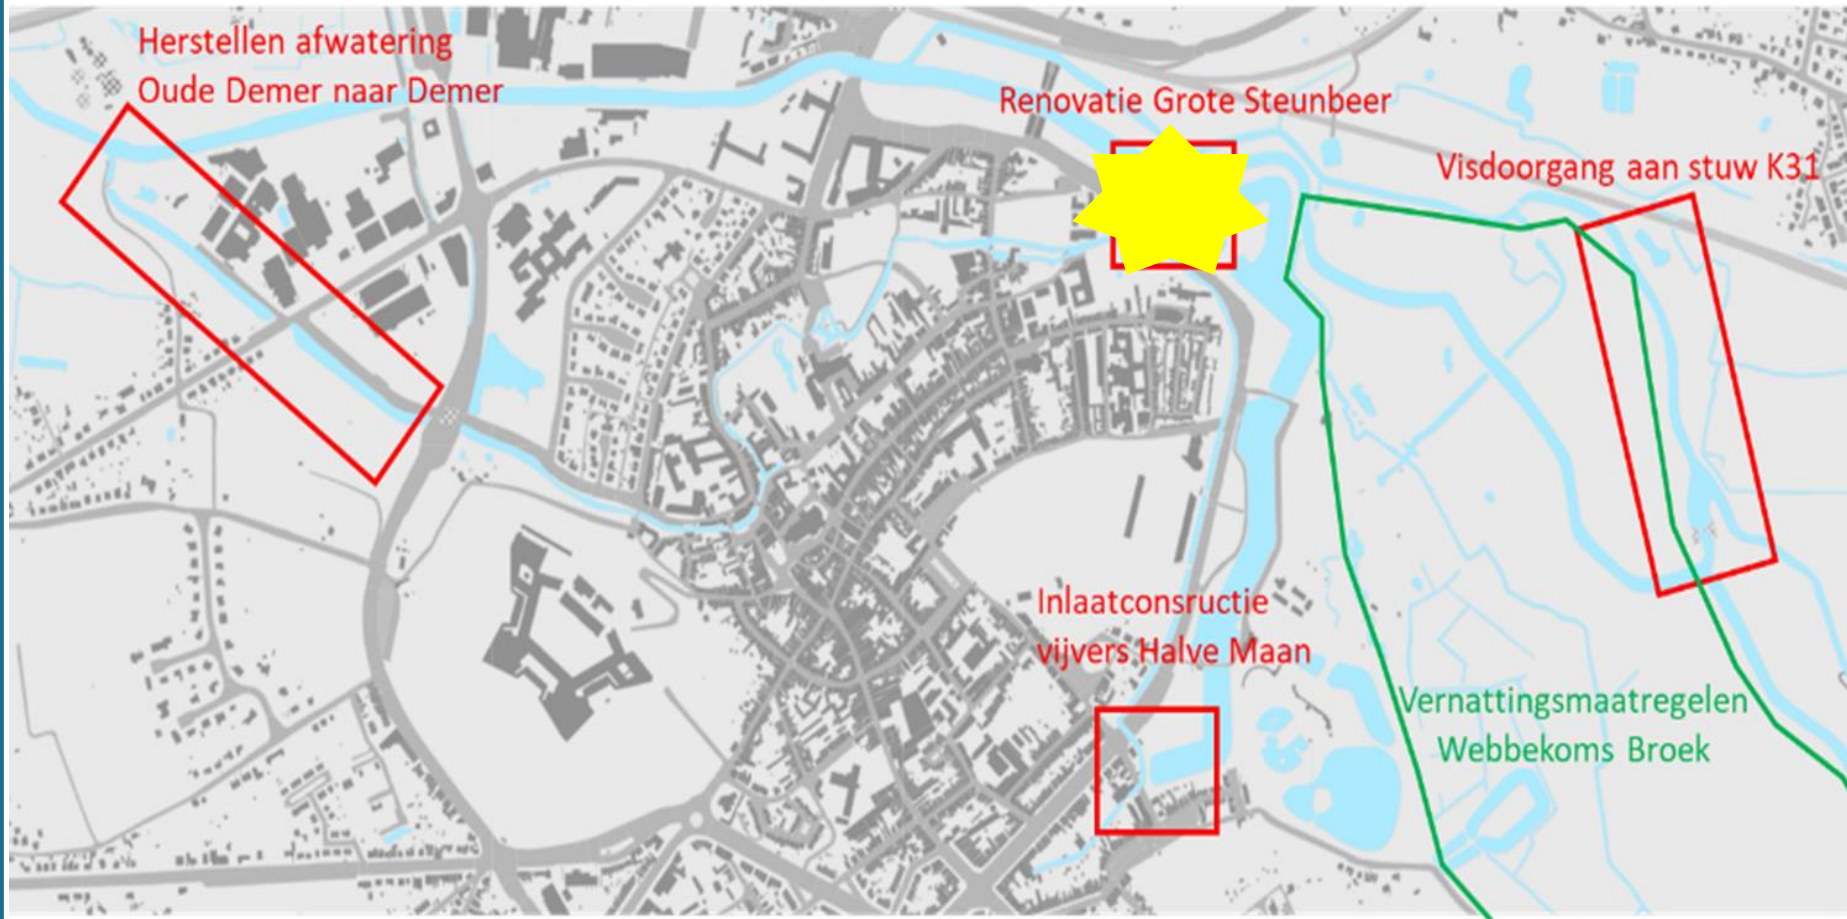 Herstellen afwatering
Oude Demer naar Demer
Renovatie Grote Steunbeer
Visdoorgang aan stuw K31
Inlaatconsructie
vijvers Halve Maan
Vernattingsmaatregelen
Webbekoms Broek